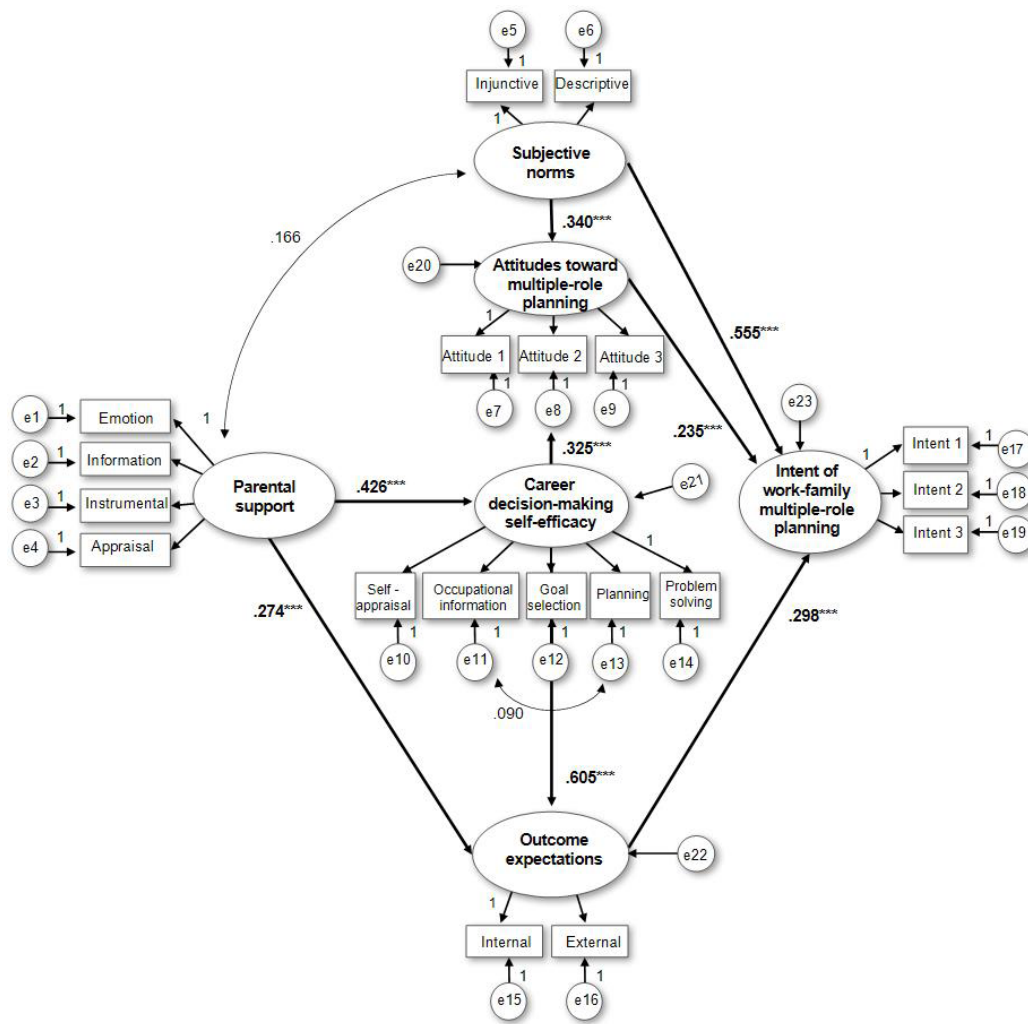 e5
e6
1
1
Injunctive
Descriptive
1
Subjective
norms
.166
.340***
e20
Attitudes toward
multiple-role
planning
1
.555***
Attitude 1
Attitude 2
Attitude 3
1
1
1
e7
e8
e9
e23
.235***
e1
1
Emotion
1
e2
1
Information
e3
1
Instrumental
e4
1
Appraisal
Parental
support
.426***
.325***
Career
decision-making
self-efficacy
e21
Intent of
work-family
multiple-role
planning
1
Intent 1
1
e17
Intent 2
1
e18
Intent 3
1
e19
1
Self -
appraisal
Occupational
information
Goal
selection
Planning
Problem
solving
.274***
.298***
1
1
1
1
1
e10
e11
e12
e13
e14
.090
.605***
Outcome
expectations
e22
1
Internal
External
1
1
e15
e16